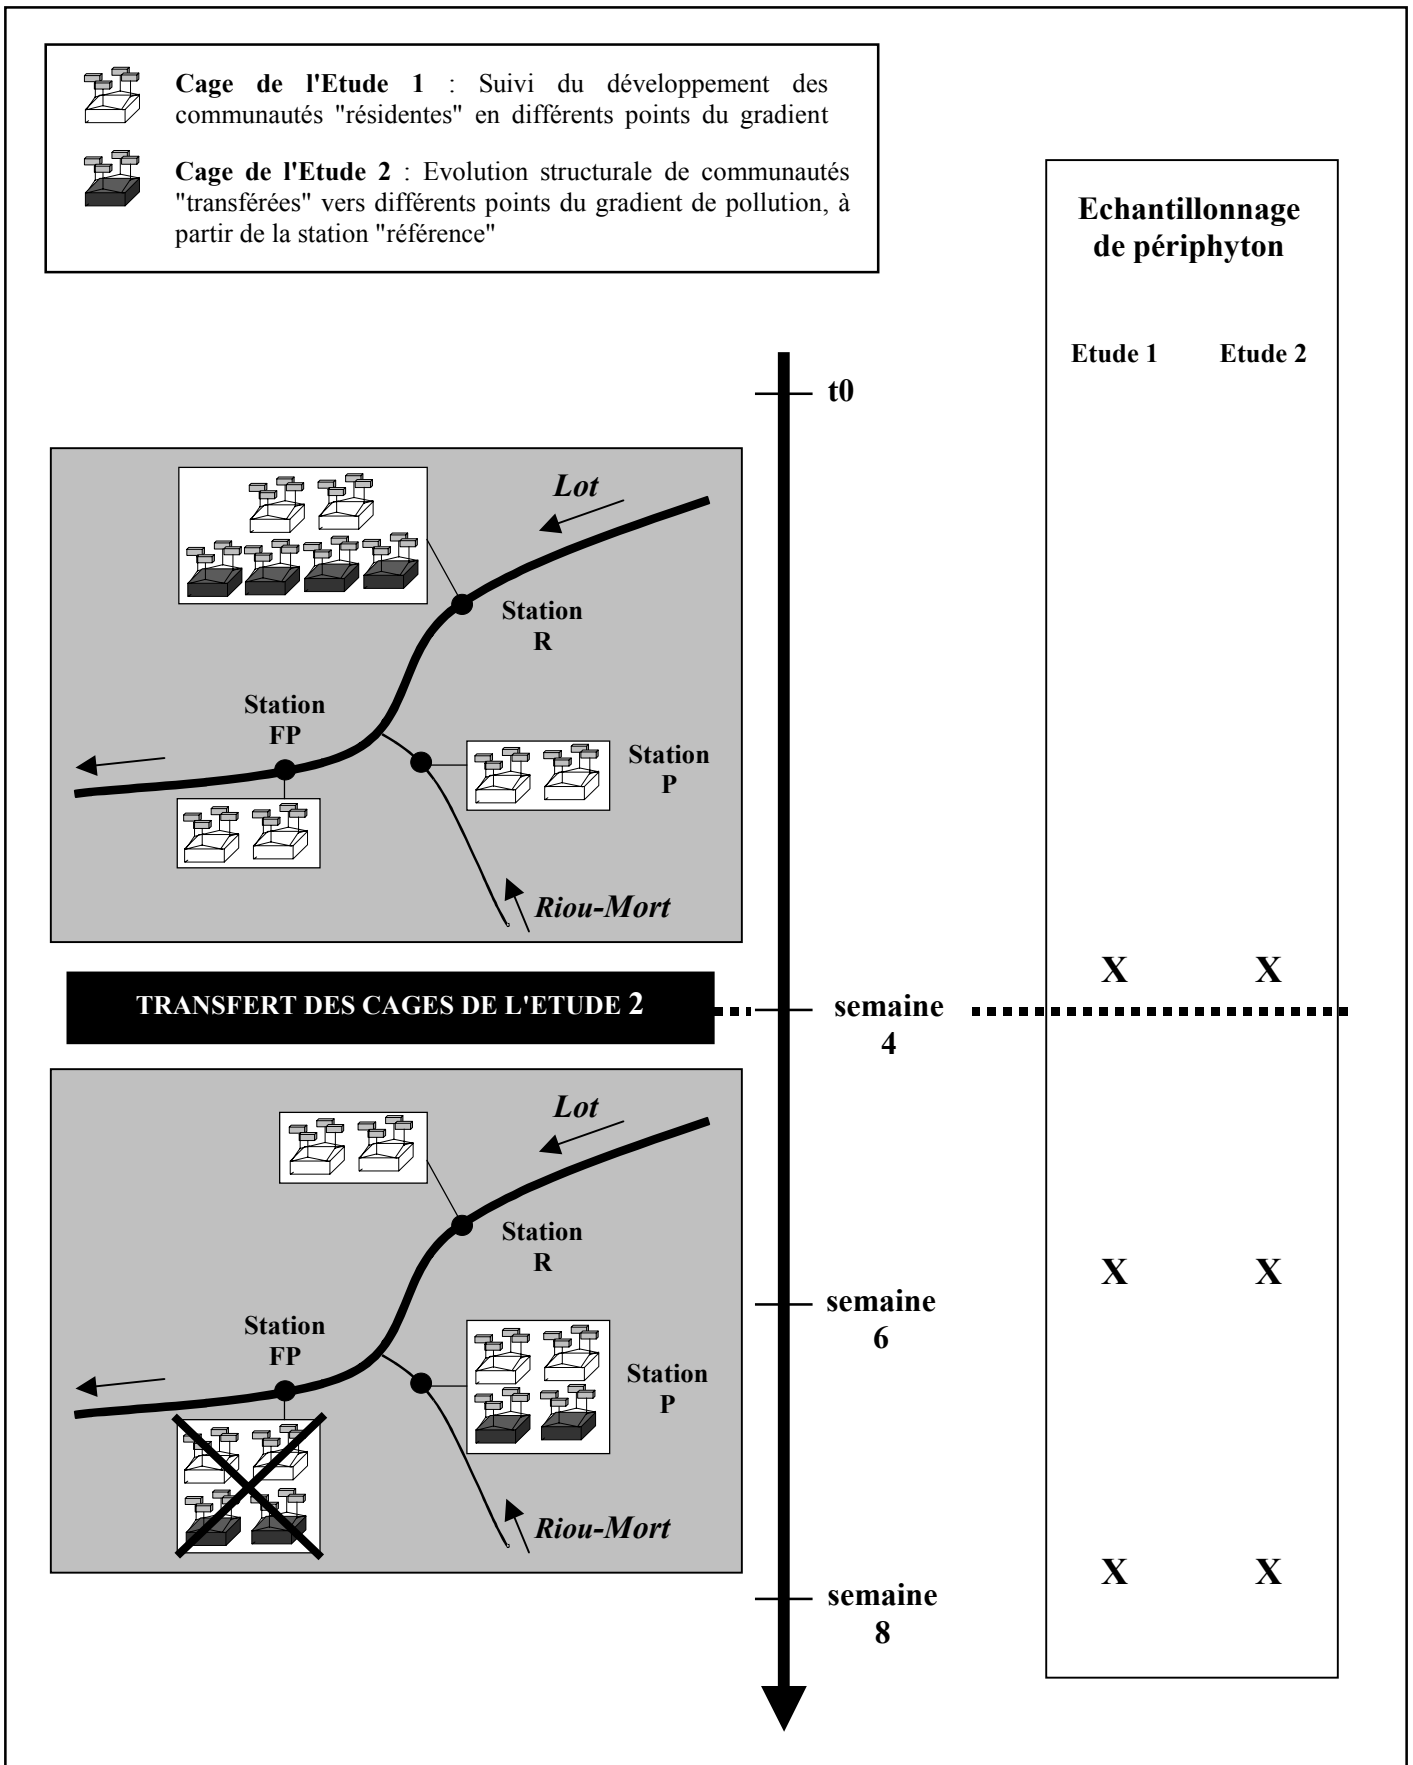 Cage de l'Etude 1 : Suivi du développement des
communautés "résidentes" en différents points du gradient
Cage de l'Etude 2 : Evolution structurale de communautés
"transférées" vers différents points du gradient de pollution, à
partir de la station "référence"
Echantillonnage
de périphyton
Etude 1
Etude 2
t0
Lot
Station
R
Station
FP
Station
P
Riou-Mort
X
X
TRANSFERT DES CAGES DE L'ETUDE 2
semaine
4
Lot
Station
R
X
X
semaine
6
Station
FP
Station
P
Riou-Mort
X
X
semaine
8